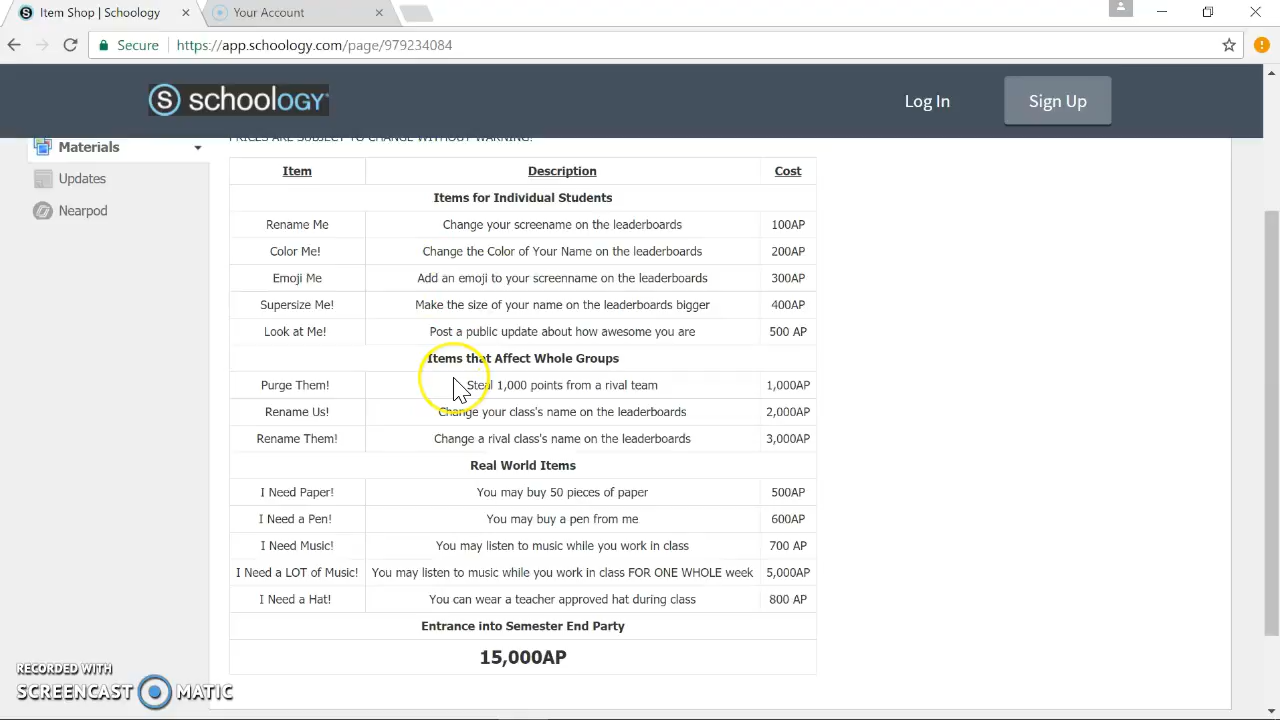 Item Shop | Schoology
Your Account
Secure https://app.schoology.com/page/979234084
schoology
Log In
Sign Up
PRICES ARE SUBJECT TO CHANGE WITHOUT WARNING!
Materials
Updates
Nearpod
Item Description Cost
Items for Individual Students
Rename Me Change your screename on the leaderboards 100AP
Color Me! Change the Color of Your Name on the leaderboards 200AP
Emoji Me Add an emoji to your screenname on the leaderboards 300AP
Supersize Me! Make the size of your name on the leaderboards bigger 400AP
Look at Me! Post a public update about how awesome you are 500 AP
Items that Affect Whole Groups
Purge Them! Steal 1,000 points from a rival team 1,000AP
Rename Us! Change your class's name on the leaderboards 2,000AP
Rename Them! Change a rival class's name on the leaderboards 3,000AP
Real World Items
I Need Paper! You may buy 50 pieces of paper 500AP
I Need a Pen! You may buy a pen from me 600AP
I Need Music! You may listen to music while you work in class 700 AP
I Need a LOT of Music! You may listen to music while you work in class FOR ONE WHOLE week 5,000AP
I Need a Hat! You can wear a teacher approved hat during class 800 AP
Entrance into Semester End Party
15,000AP
RECORDED WITH
SCREENCAST MATIC